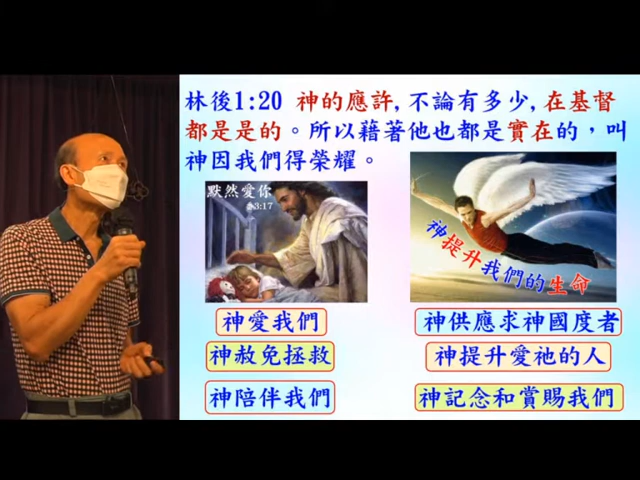 林後1:20 神的應許,不論有多少,在基督
都是是的。所以藉著他也都是實在的,叫
神因我們得榮耀。
默然愛你
3:17
神提升我們的生命
神愛我們
神供應求神國度者
神赦免拯救
神提升愛祂的人
神陪伴我們
神記念和賞賜我們